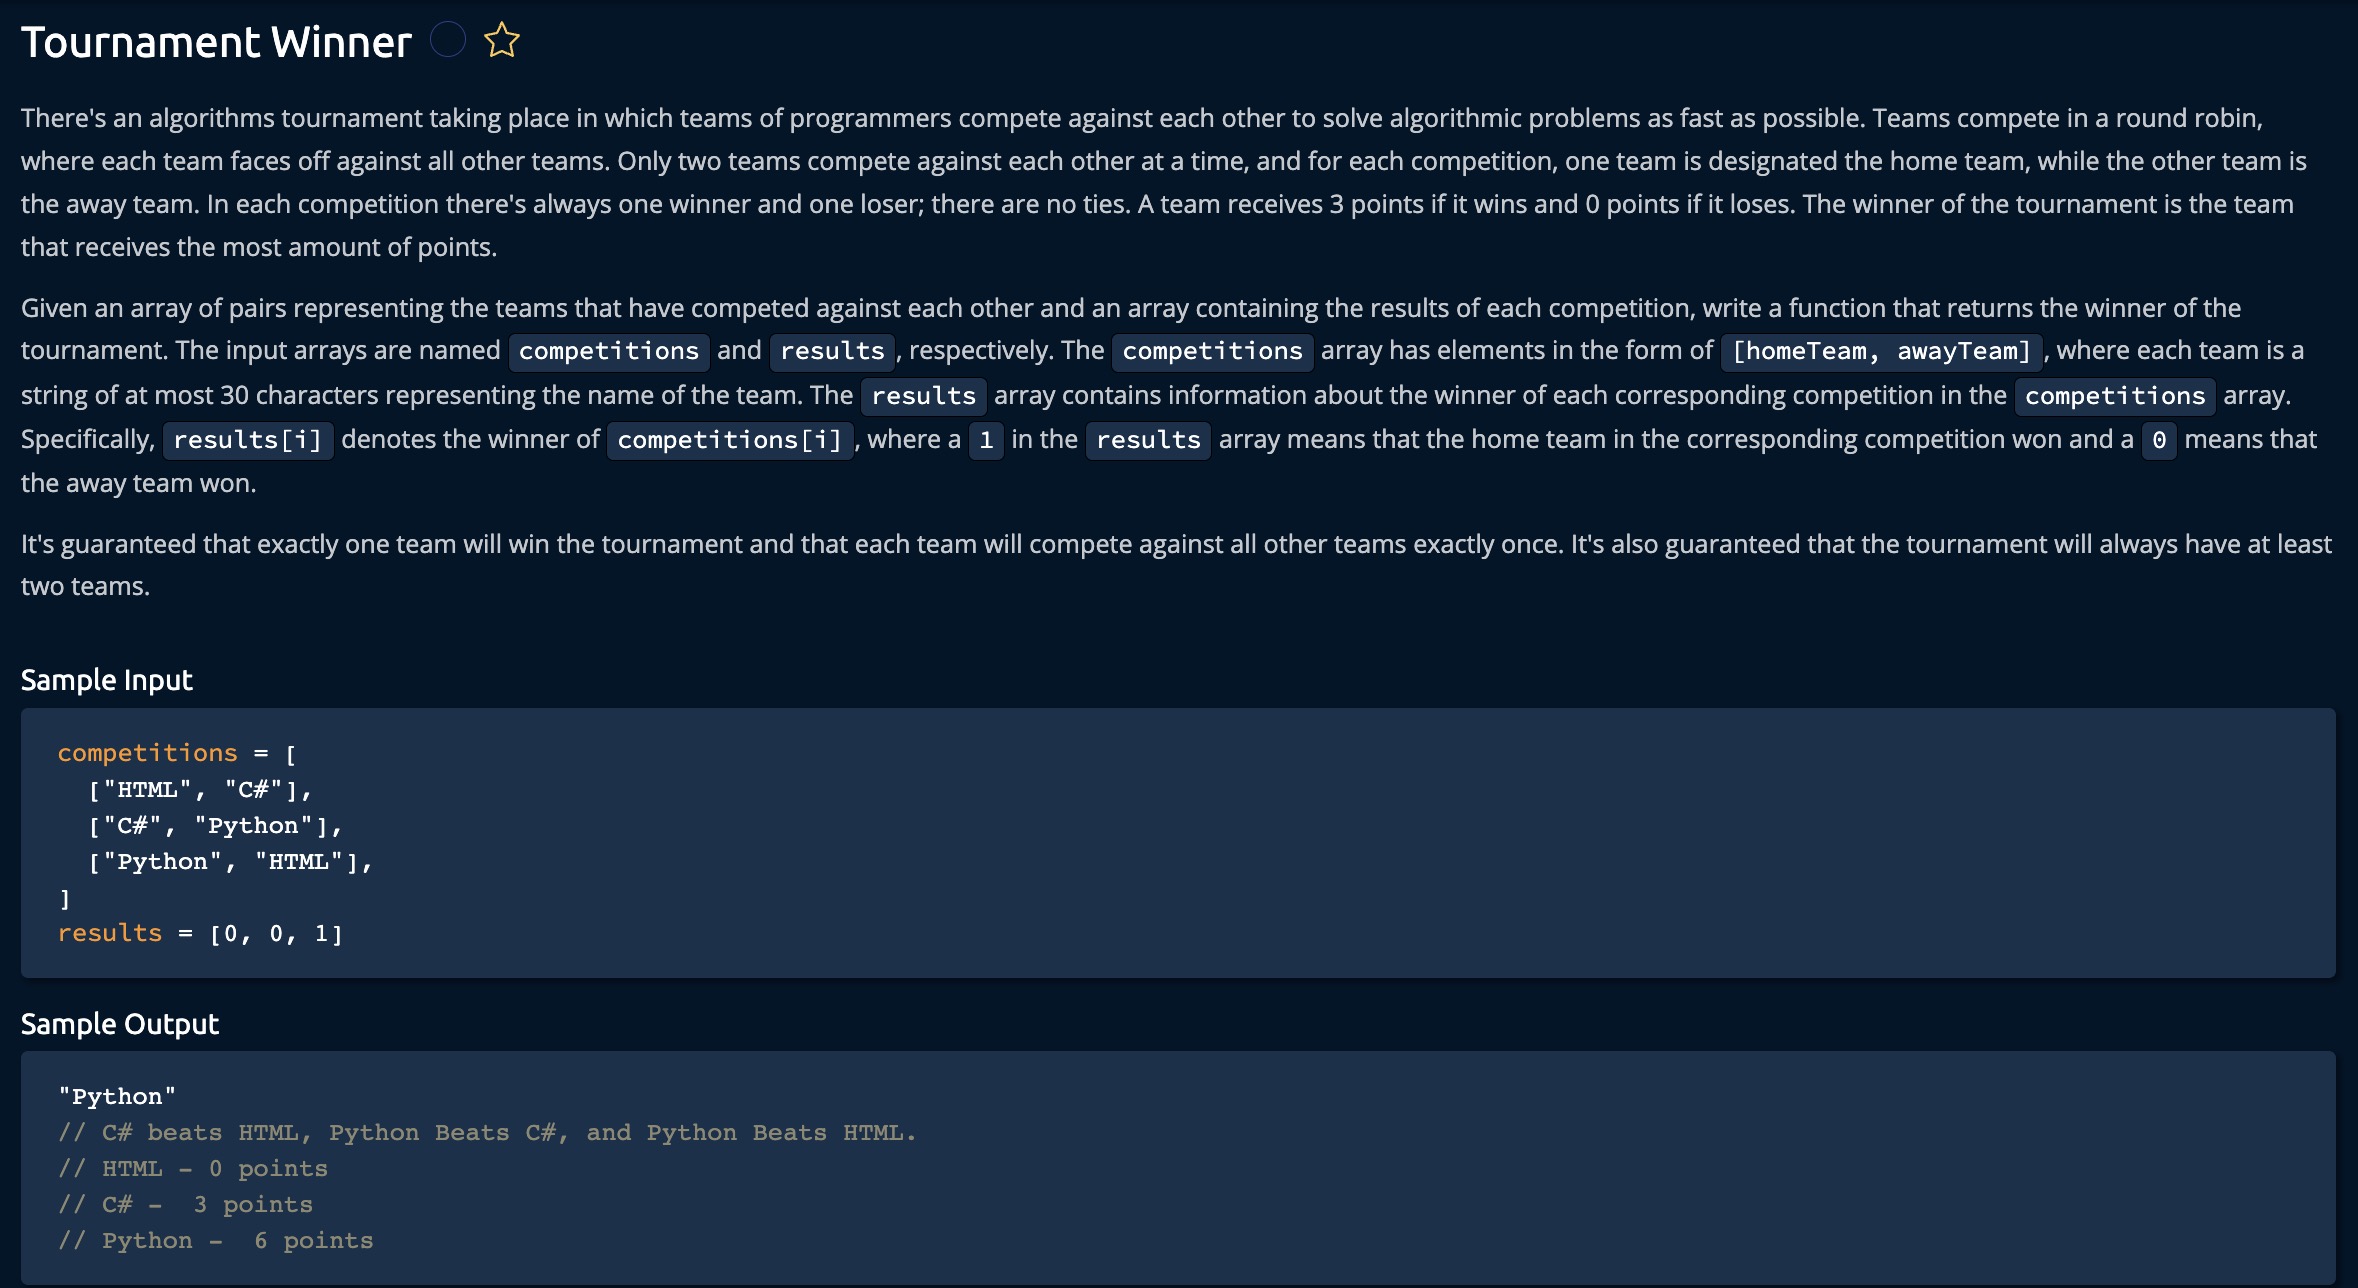 Tournament Winner
There's an algorithms tournament taking place in which teams of programmers compete against each other to solve algorithmic problems as fast as possible. Teams compete in a round robin,
where each team faces off against all other teams. Only two teams compete against each other at a time, and for each competition, one team is designated the home team, while the other team is
the away team. In each competition there's always one winner and one loser; there are no ties. A team receives 3 points if it wins and 0 points if it loses. The winner of the tournament is the team
that receives the most amount of points.
Given an array of pairs representing the teams that have competed against each other and an array containing the results of each competition, write a function that returns the winner of the
tournament. The input arrays are named competitions and results, respectively. The competitions array has elements in the form of [homeTeam, awayTeam], where each team is a
string of at most 30 characters representing the name of the team. The results array contains information about the winner of each corresponding competition in the competitions array.
Specifically, results[i] denotes the winner of competitions[i], where a 1 in the results array means that the home team in the corresponding competition won and a 0 means that
the away team won.
It's guaranteed that exactly one team will win the tournament and that each team will compete against all other teams exactly once. It's also guaranteed that the tournament will always have at least
two teams.
Sample Input
competitions = [
  ["HTML", "C#"],
  ["C#", "Python"],
  ["Python", "HTML"],
]
results = [0, 0, 1]
Sample Output
"Python"
// C# beats HTML, Python Beats C#, and Python Beats HTML.
// HTML - 0 points
// C# -  3 points
// Python -  6 points